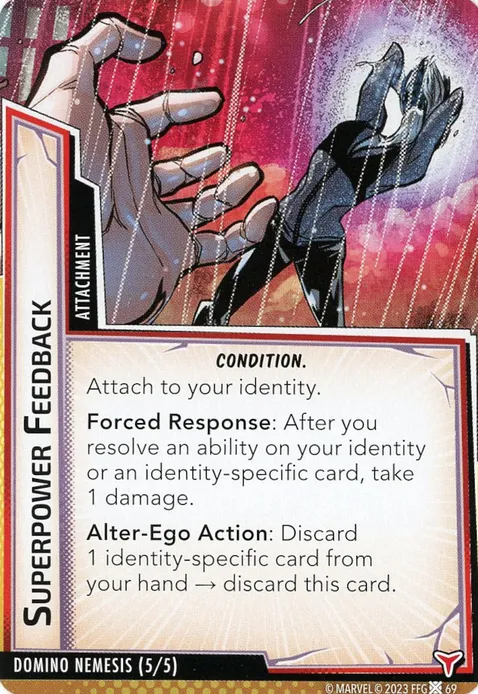 SUPERPOWER FEEDBACK
ATTACHMENT
CONDITION.
Attach to your identity.
Forced Response: After you
resolve an ability on your identity
or an identity-specific card, take
1 damage.
Alter-Ego Action: Discard
1 identity-specific card from
your hand → discard this card.
DOMINO NEMESIS (5/5)
© MARVEL © 2023 FFG 69